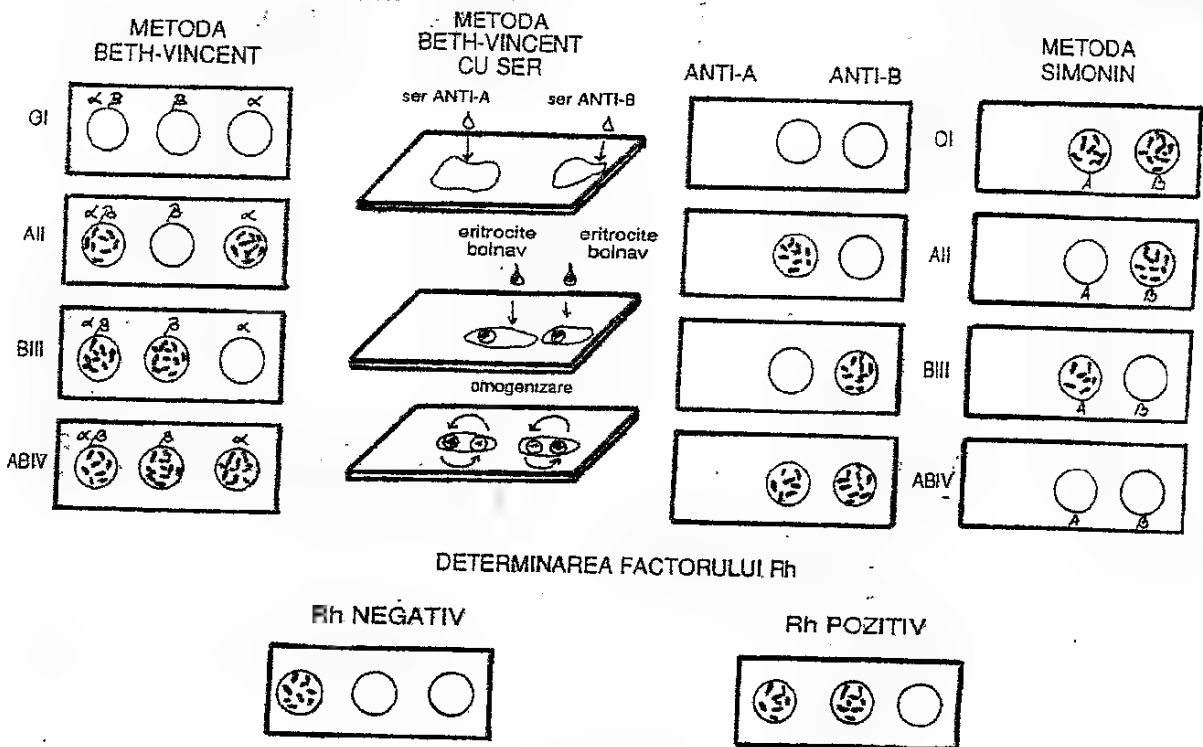 METODA
BETH-VINCENT
α β
β
α
OI
α β
β
α
AII
α β
β
α
BIII
α β
β
α
ABIV
METODA
BETH-VINCENT
CU SER
ser ANTI-A
ser ANTI-B
eritrocite
bolnav
eritrocite
bolnav
omogenizare
ANTI-A
ANTI-B
METODA
SIMONIN
OI
A
B
AII
A
B
BIII
A
B
ABIV
A
B
DETERMINAREA FACTORULUI Rh
Rh NEGATIV
Rh POZITIV